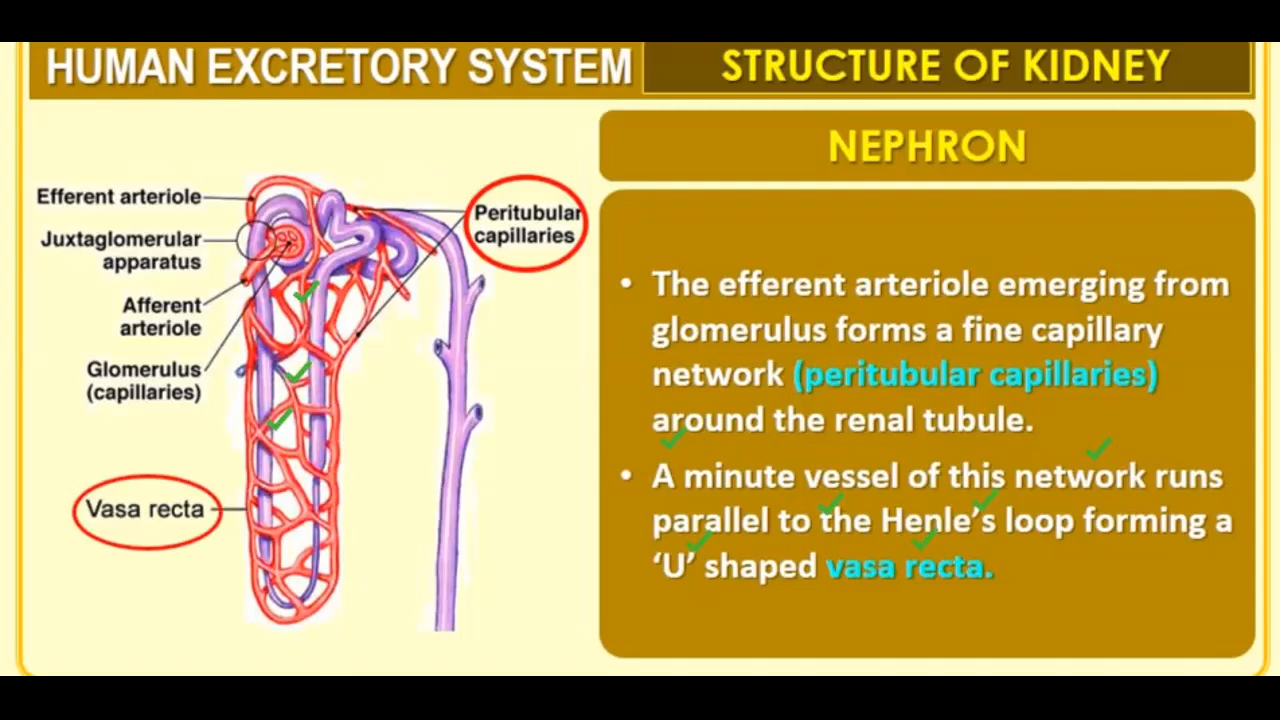 HUMAN EXCRETORY SYSTEM
STRUCTURE OF KIDNEY
NEPHRON
Efferent arteriole
Juxtaglomerular
apparatus
Afferent
arteriole
Glomerulus
(capillaries)
Vasa recta
Peritubular
capillaries
• The efferent arteriole emerging from
glomerulus forms a fine capillary
network (peritubular capillaries)
around the renal tubule.
• A minute vessel of this network runs
parallel to the Henle’s loop forming a
‘U’ shaped vasa recta.